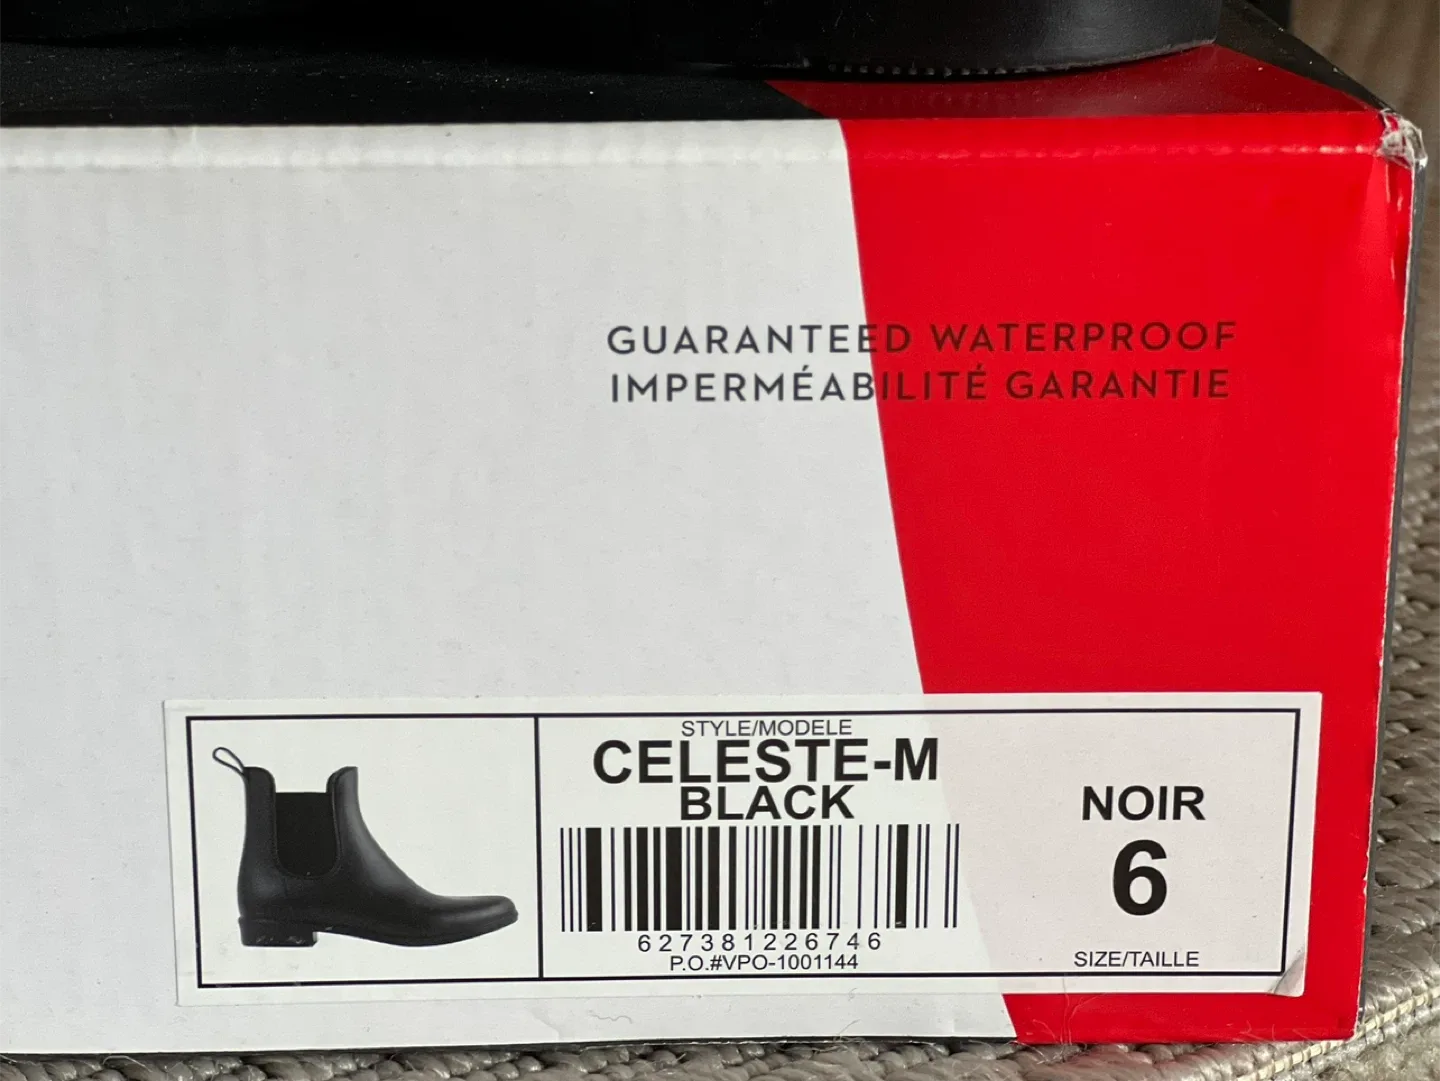 GUARANTEED WATERPROOF
IMPERMÉABILITÉ GARANTIE
STYLE/MODELE
CELESTE-M
BLACK
627381226746
P.O.#VPO-1001144
NOIR
6
SIZE/TAILLE